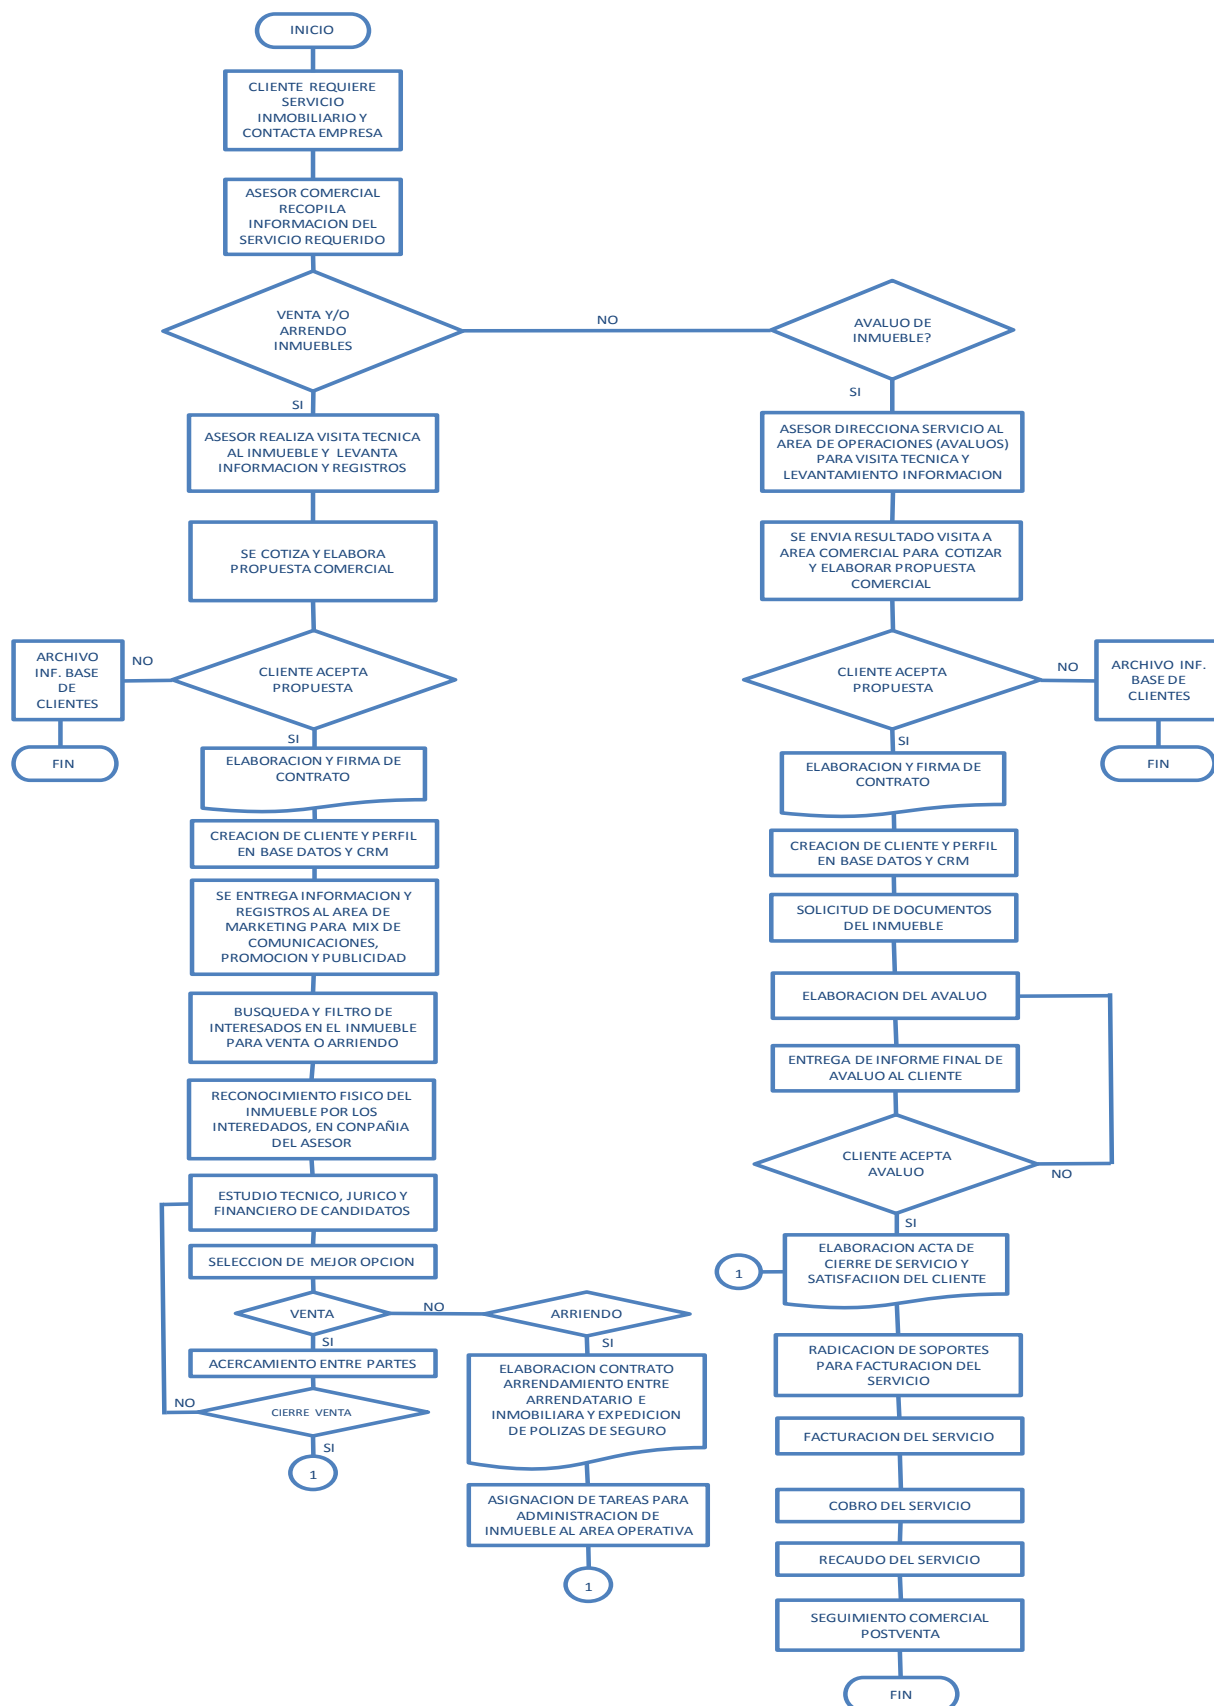 INICIO
CLIENTE REQUIERE
SERVICIO
INMOBILIARIO Y
CONTACTA EMPRESA
ASESOR COMERCIAL
RECOPILA
INFORMACION DEL
SERVICIO REQUERIDO
VENTA Y/O
ARRENDO
INMUEBLES
NO
AVALUO DE
INMUEBLE?
SI
SI
ASESOR REALIZA VISITA TECNICA
AL INMUEBLE Y LEVANTA
INFORMACION Y REGISTROS
SE COTIZA Y ELABORA
PROPUESTA COMERCIAL
CLIENTE ACEPTA
PROPUESTA
NO
ARCHIVO
INF. BASE
DE
CLIENTES
FIN
SI
ELABORACION Y FIRMA DE
CONTRATO
CREACION DE CLIENTE Y PERFIL
EN BASE DATOS Y CRM
SE ENTREGA INFORMACION Y
REGISTROS AL AREA DE
MARKETING PARA MIX DE
COMUNICACIONES,
PROMOCION Y PUBLICIDAD
BUSQUEDA Y FILTRO DE
INTERESADOS EN EL INMUEBLE
PARA VENTA O ARRIENDO
RECONOCIMIENTO FISICO DEL
INMUEBLE POR LOS
INTEREDADOS, EN CONPAÑIA
DEL ASESOR
ESTUDIO TECNICO, JURICO Y
FINANCIERO DE CANDIDATOS
SELECCION DE MEJOR OPCION
VENTA
NO
ARRIENDO
SI
SI
ACERCAMIENTO ENTRE PARTES
NO
CIERRE VENTA
SI
1
ELABORACION CONTRATO
ARRENDAMIENTO ENTRE
ARRENDATARIO E
INMOBILIARA Y EXPEDICION
DE POLIZAS DE SEGURO
ASIGNACION DE TAREAS PARA
ADMINISTRACION DE
INMUEBLE AL AREA OPERATIVA
1
ASESOR DIRECCIONA SERVICIO AL
AREA DE OPERACIONES (AVALUOS)
PARA VISITA TECNICA Y
LEVANTAMIENTO INFORMACION
SE ENVIA RESULTADO VISITA A
AREA COMERCIAL PARA COTIZAR
Y ELABORAR PROPUESTA
COMERCIAL
CLIENTE ACEPTA
PROPUESTA
NO
ARCHIVO INF.
BASE DE
CLIENTES
FIN
SI
ELABORACION Y FIRMA DE
CONTRATO
CREACION DE CLIENTE Y PERFIL
EN BASE DATOS Y CRM
SOLICITUD DE DOCUMENTOS
DEL INMUEBLE
ELABORACION DEL AVALUO
ENTREGA DE INFORME FINAL DE
AVALUO AL CLIENTE
CLIENTE ACEPTA
AVALUO
NO
SI
1
ELABORACION ACTA DE
CIERRE DE SERVICIO Y
SATISFACIION DEL CLIENTE
RADICACION DE SOPORTES
PARA FACTURACION DEL
SERVICIO
FACTURACION DEL SERVICIO
COBRO DEL SERVICIO
RECAUDO DEL SERVICIO
SEGUIMIENTO COMERCIAL
POSTVENTA
FIN